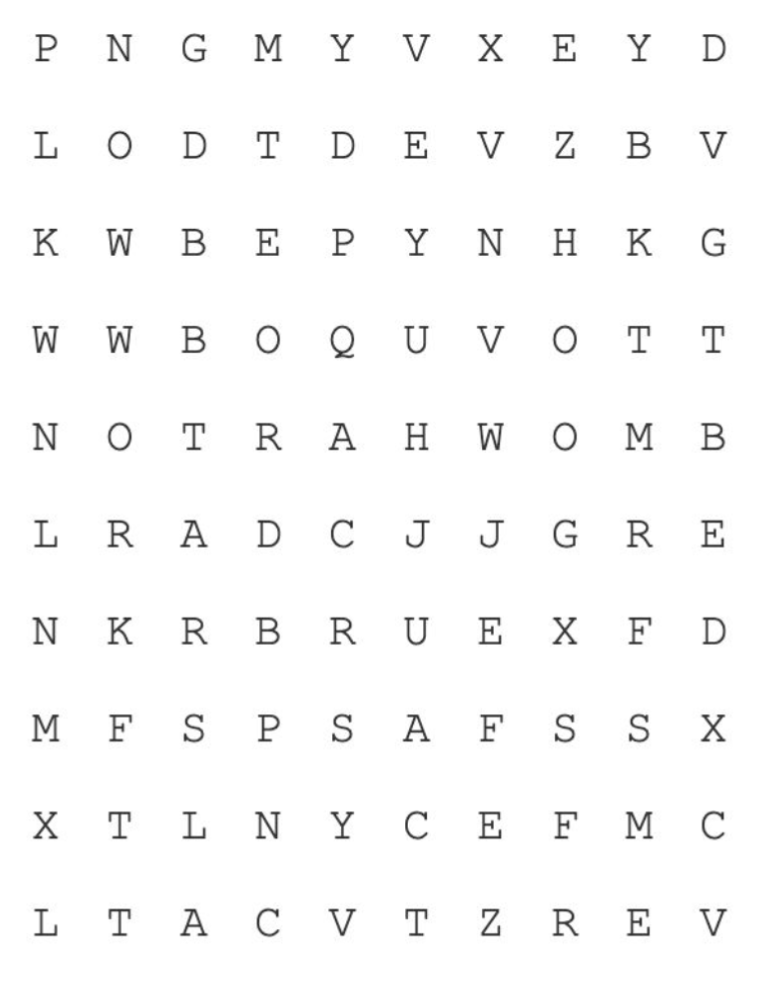 P N G M Y V X E Y D
L O D T D E V Z B V
K W B E P Y N H K G
W W B O Q U V O T T
N O T R A H W O M B
L R A D C J J G R E
N K R B R U E X F D
M F S P S A F S S X
X T L N Y C E F M C
L T A C V T Z R E V